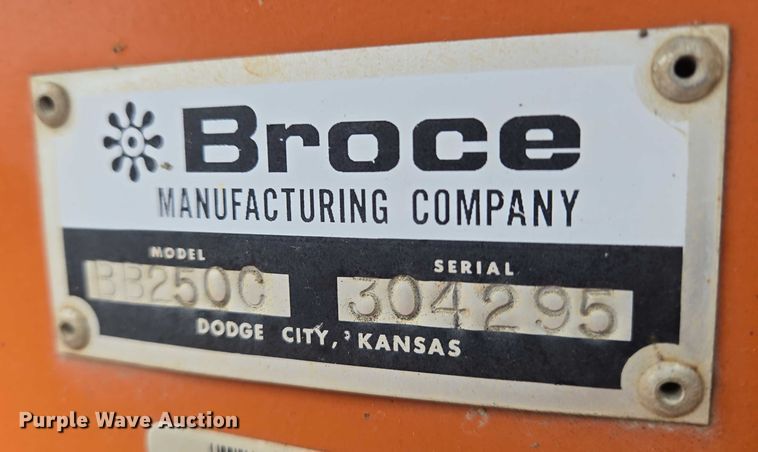 Broce
MANUFACTURING COMPANY
MODEL SERIAL
BB250C 304295
DODGE CITY, KANSAS
Purple Wave Auction